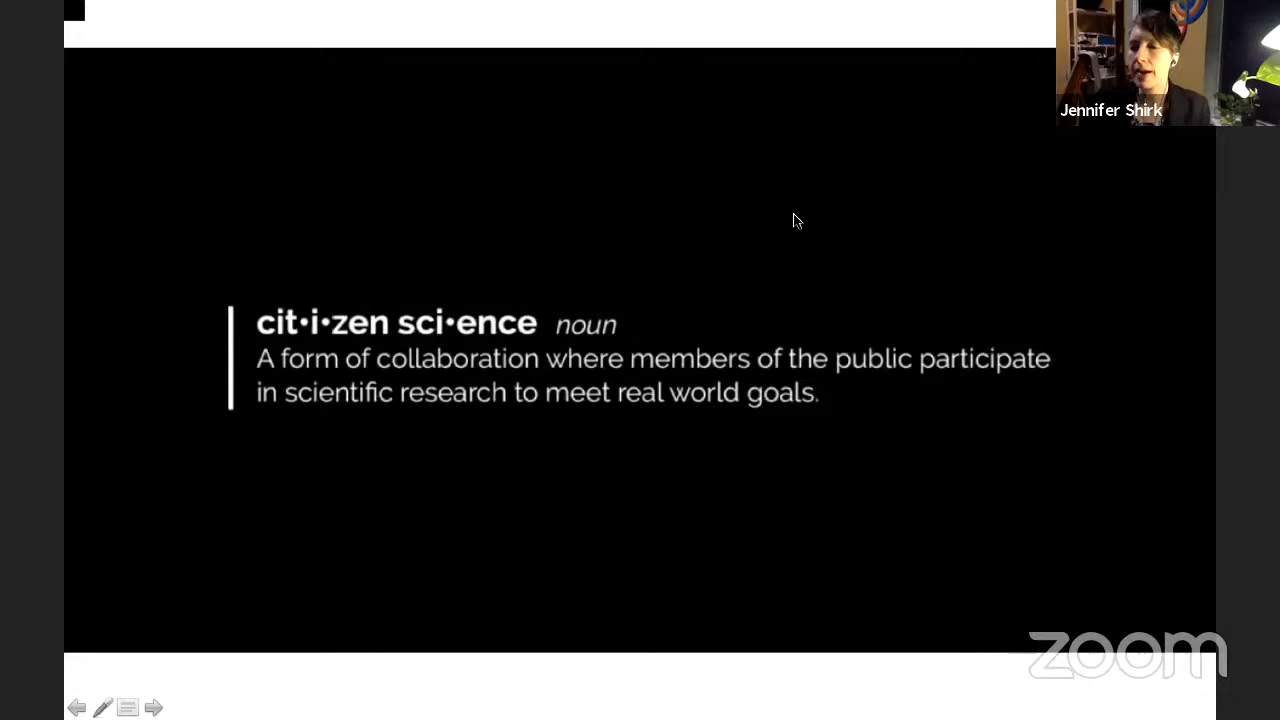 Jennifer Shirk
cit•i•zen sci•ence noun
A form of collaboration where members of the public participate
in scientific research to meet real world goals.
zoom